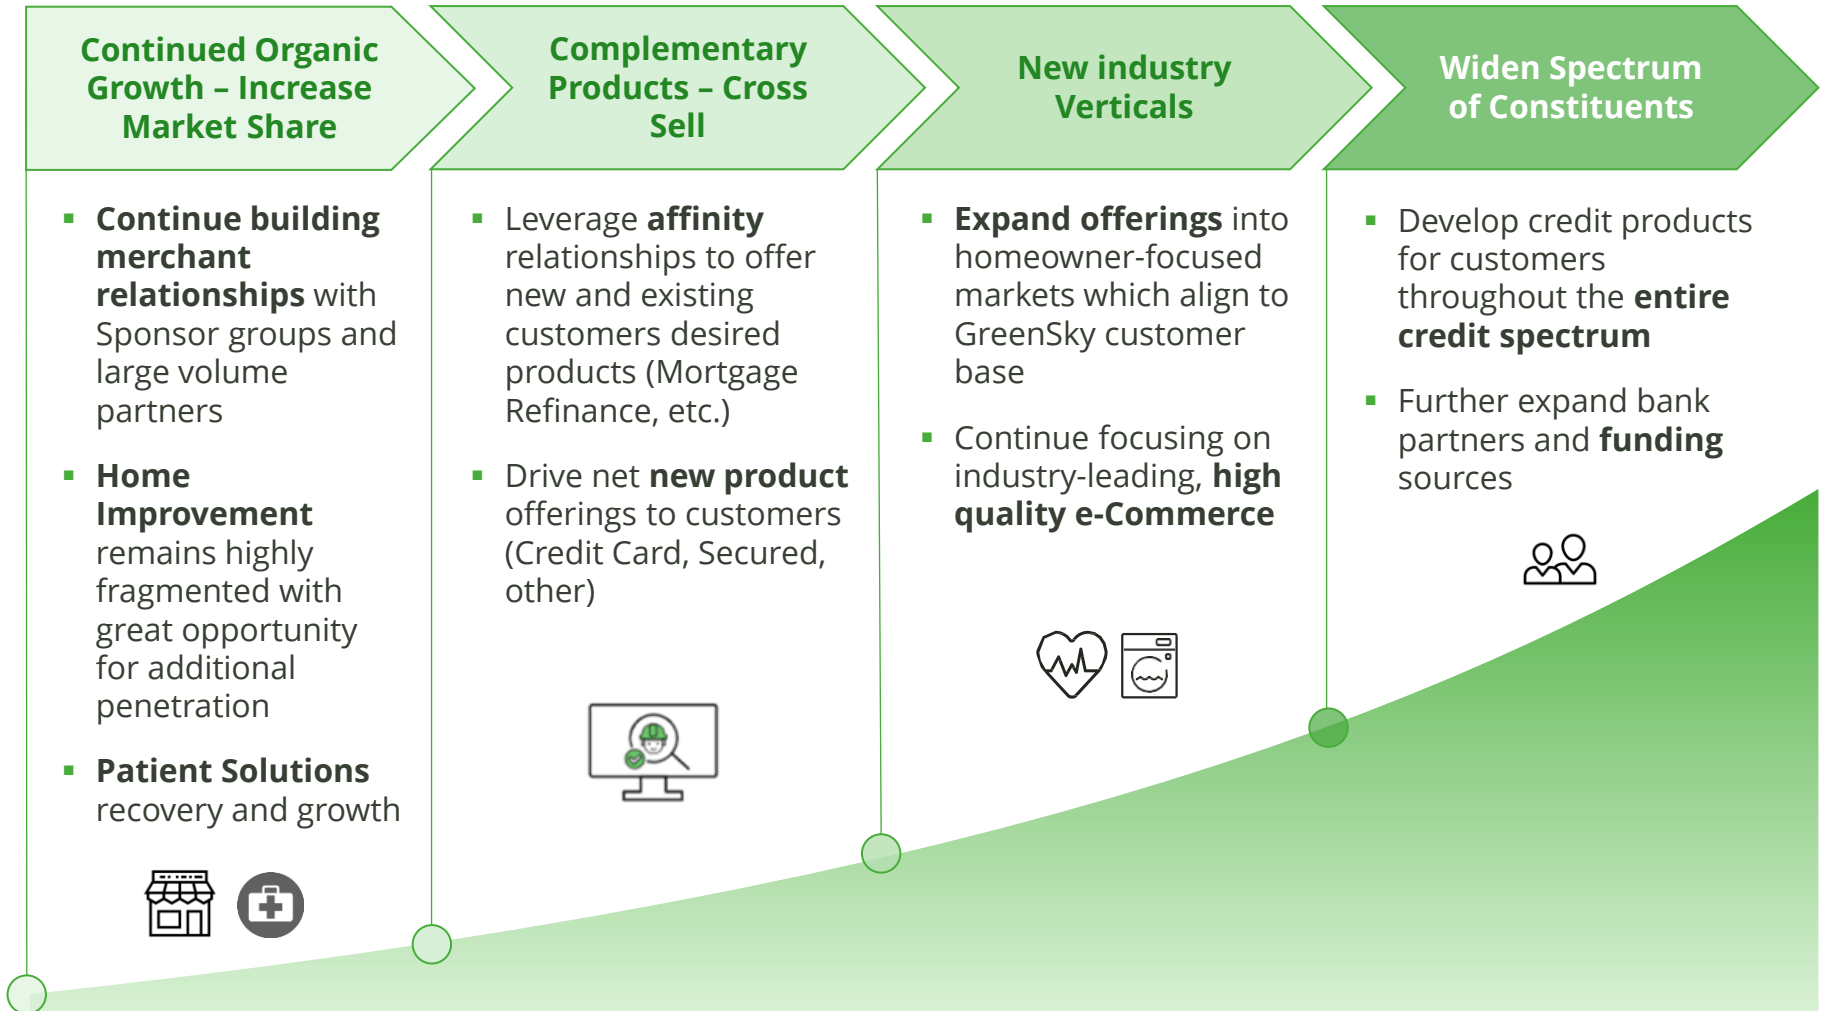 Continued Organic
Growth – Increase
Market Share
Complementary
Products – Cross
Sell
New industry
Verticals
Widen Spectrum
of Constituents
▪ Continue building
merchant
relationships with
Sponsor groups and
large volume
partners
▪ Home
Improvement
remains highly
fragmented with
great opportunity
for additional
penetration
▪ Patient Solutions
recovery and growth
▪ Leverage affinity
relationships to offer
new and existing
customers desired
products (Mortgage
Refinance, etc.)
▪ Drive net new product
offerings to customers
(Credit Card, Secured,
other)
▪ Expand offerings into
homeowner-focused
markets which align to
GreenSky customer
base
▪ Continue focusing on
industry-leading, high
quality e-Commerce
▪ Develop credit products
for customers
throughout the entire
credit spectrum
▪ Further expand bank
partners and funding
sources